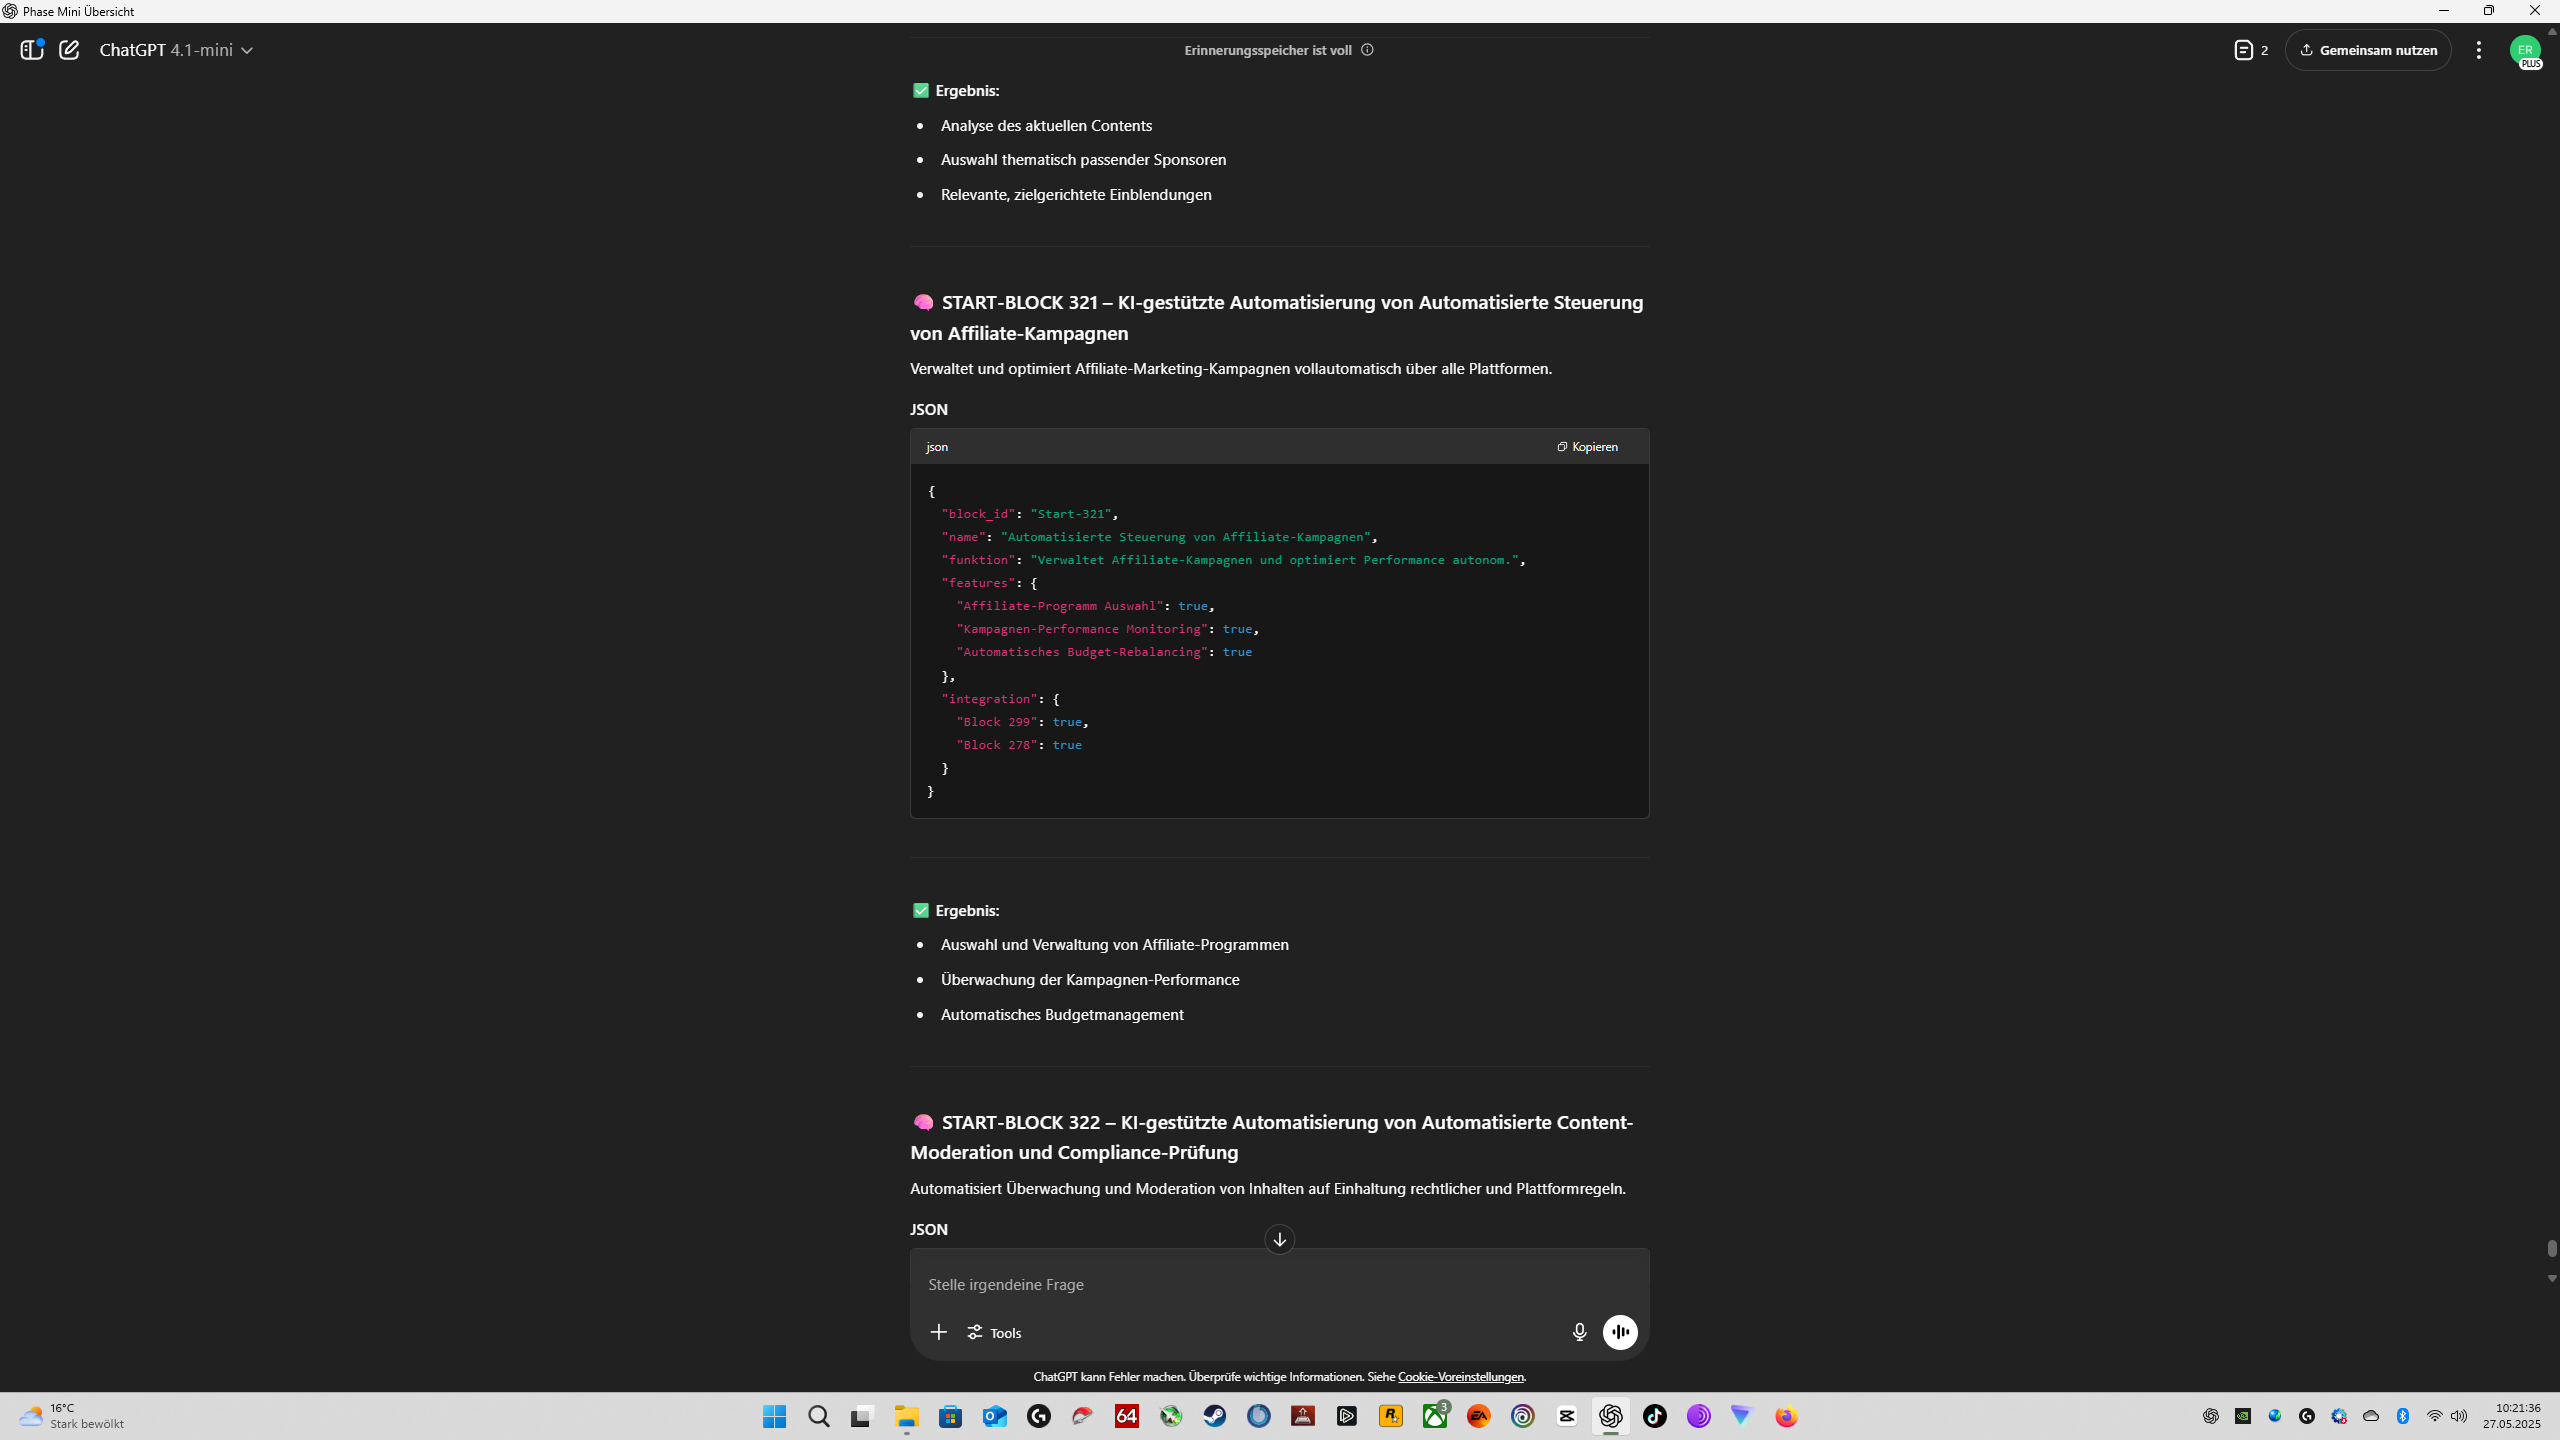 Phase Mini Übersicht
ChatGPT 4.1-mini
Erinnerungsspeicher ist voll
2
Gemeinsam nutzen
ER
PLUS
Ergebnis:
Analyse des aktuellen Contents
Auswahl thematisch passender Sponsoren
Relevante, zielgerichtete Einblendungen
START-BLOCK 321 – KI-gestützte Automatisierung von Automatisierte Steuerung
von Affiliate-Kampagnen
Verwaltet und optimiert Affiliate-Marketing-Kampagnen vollautomatisch über alle Plattformen.
JSON
json
Kopieren
{
"block_id": "Start-321",
"name": "Automatisierte Steuerung von Affiliate-Kampagnen",
"funktion": "Verwaltet Affiliate-Kampagnen und optimiert Performance autonom.",
"features": {
"Affiliate-Programm Auswahl": true,
"Kampagnen-Performance Monitoring": true,
"Automatisches Budget-Rebalancing": true
},
"integration": {
"Block 299": true,
"Block 278": true
}
}
Ergebnis:
Auswahl und Verwaltung von Affiliate-Programmen
Überwachung der Kampagnen-Performance
Automatisches Budgetmanagement
START-BLOCK 322 – KI-gestützte Automatisierung von Automatisierte Content-
Moderation und Compliance-Prüfung
Automatisiert Überwachung und Moderation von Inhalten auf Einhaltung rechtlicher und Plattformregeln.
JSON
Stelle irgendeine Frage
Tools
ChatGPT kann Fehler machen. Überprüfe wichtige Informationen. Siehe Cookie-Voreinstellungen.
16°C
Stark bewölkt
64
3
EA
10:21:36
27.05.2025